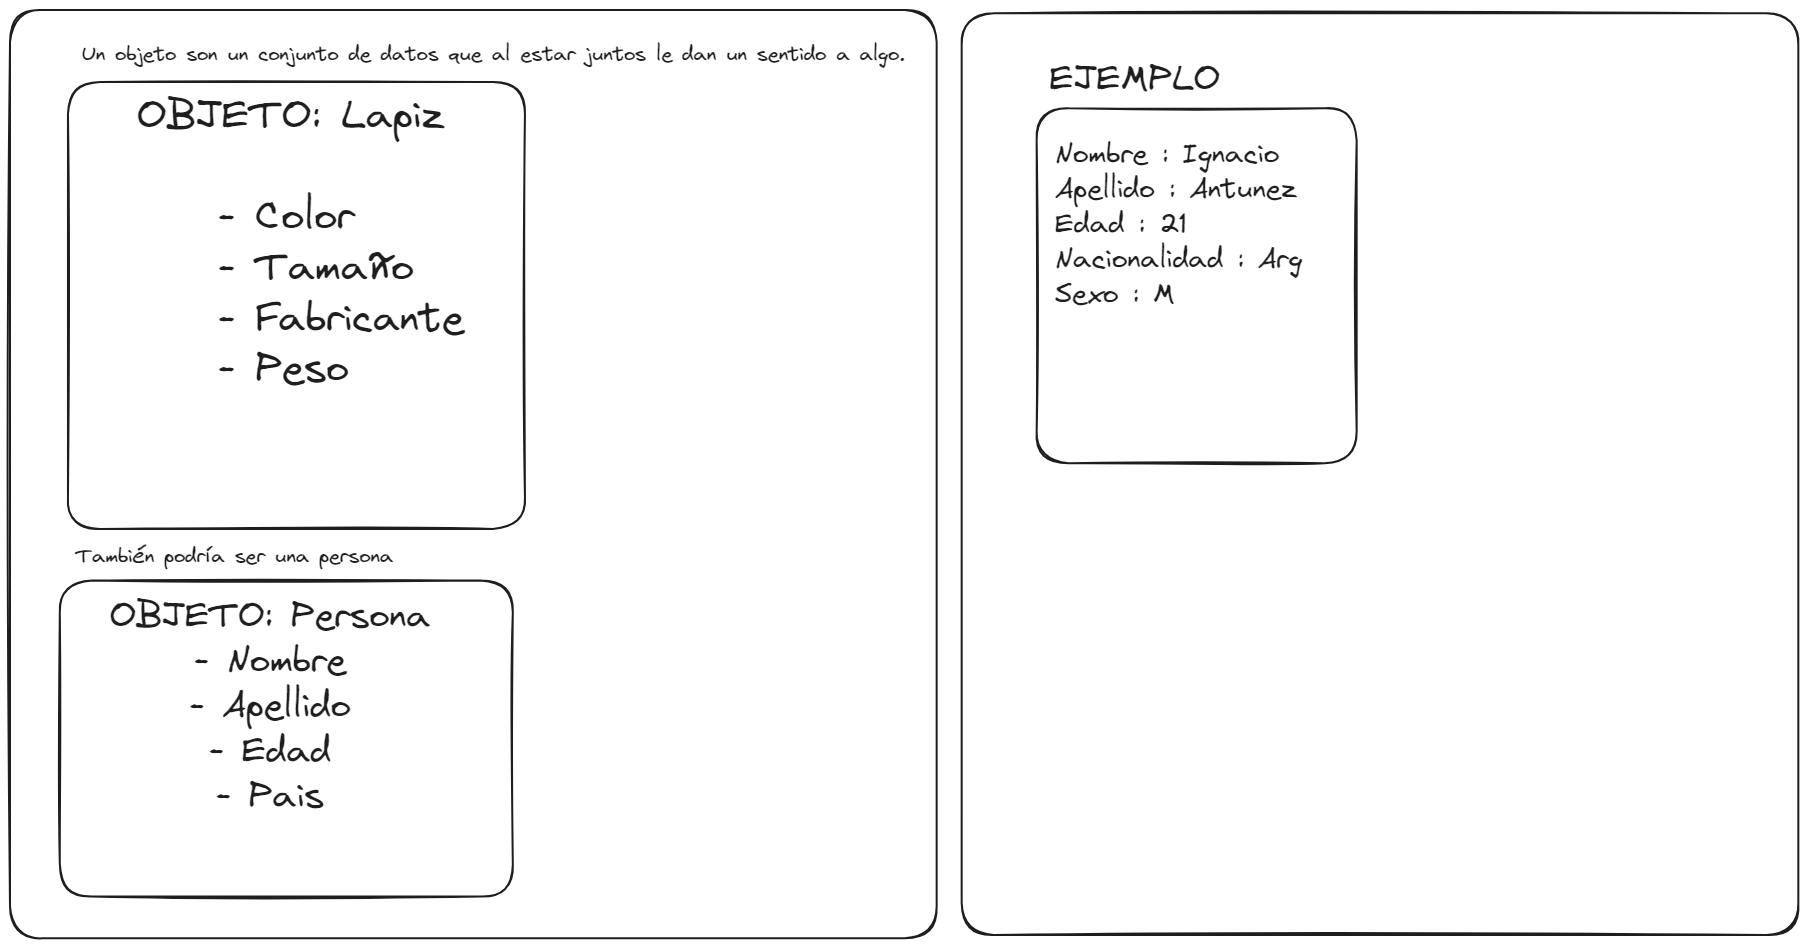 Un objeto son un conjunto de datos que al estar juntos le dan un sentido a algo.
OBJETO: Lapiz
- Color
- Tamaño
- Fabricante
- Peso
También podría ser una persona
OBJETO: Persona
- Nombre
- Apellido
- Edad
- Pais
EJEMPLO
Nombre : Ignacio
Apellido : Antunez
Edad : 21
Nacionalidad : Arg
Sexo : M